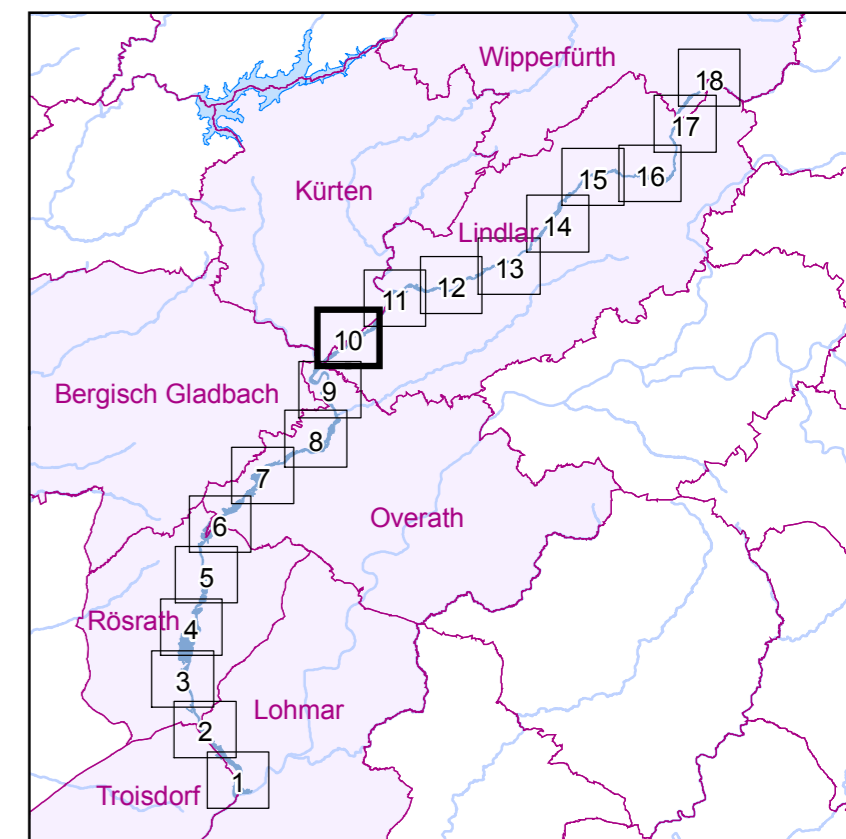 Wipperfürth
18
17
Kürten
15
16
14
Lindlar
13
12
11
10
Bergisch Gladbach
9
8
7
Overath
6
5
Rösrath
4
3
Lohmar
2
1
Troisdorf